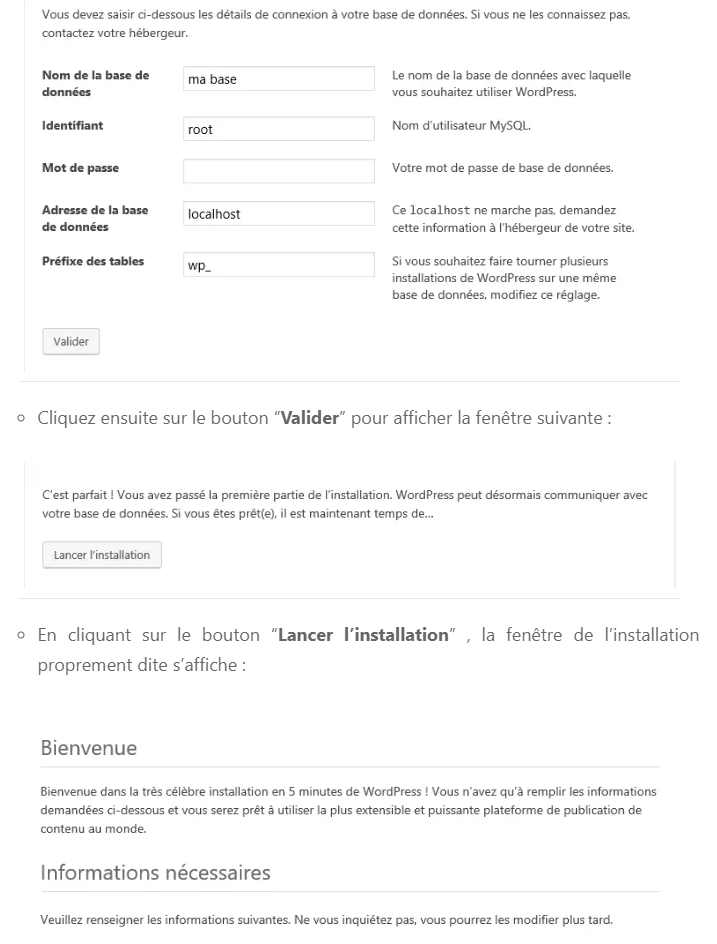 Vous devez saisir ci-dessous les détails de connexion à votre base de données. Si vous ne les connaissez pas,
contactez votre hébergeur.
Nom de la base de
données
ma base
Le nom de la base de données avec laquelle
vous souhaitez utiliser WordPress.
Identifiant
root
Nom d’utilisateur MySQL.
Mot de passe
Votre mot de passe de base de données.
Adresse de la base
de données
localhost
Ce localhost ne marche pas, demandez
cette information à l’hébergeur de votre site.
Préfixe des tables
wp_
Si vous souhaitez faire tourner plusieurs
installations de WordPress sur une même
base de données, modifiez ce réglage.
Valider
Cliquez ensuite sur le bouton “Valider” pour afficher la fenêtre suivante :
C’est parfait ! Vous avez passé la première partie de l’installation. WordPress peut désormais communiquer avec
votre base de données. Si vous êtes prêt(e), il est maintenant temps de…
Lancer l’installation
En cliquant sur le bouton “Lancer l’installation” , la fenêtre de l’installation
proprement dite s’affiche :
Bienvenue
Bienvenue dans la très célèbre installation en 5 minutes de WordPress ! Vous n’avez qu’à remplir les informations
demandées ci-dessous et vous serez prêt à utiliser la plus extensible et puissante plateforme de publication de
contenu au monde.
Informations nécessaires
Veuillez renseigner les informations suivantes. Ne vous inquiétez pas, vous pourrez les modifier plus tard.